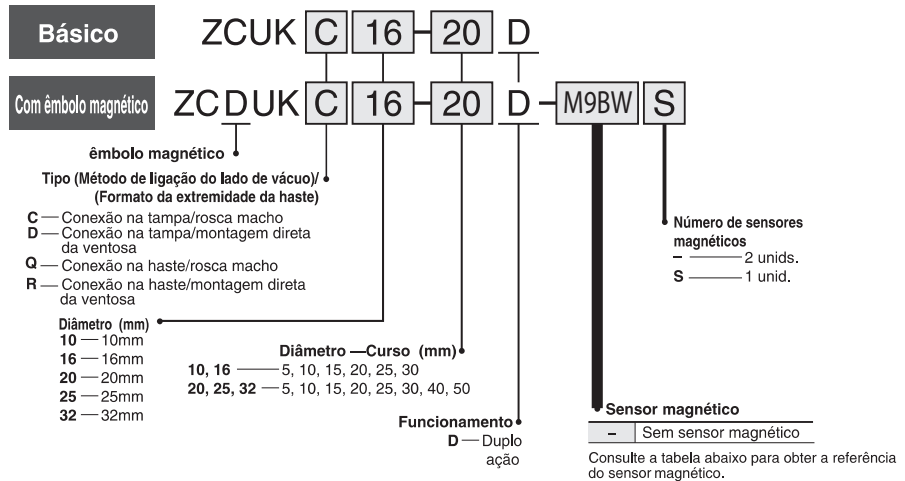 Básico ZCUK C 16-20 D
Com êmbolo magnético ZCDUK C 16-20 D-M9BW S
êmbolo magnético
Tipo (Método de ligação do lado de vácuo)/
(Formato da extremidade da haste)
C — Conexão na tampa/rosca macho
D — Conexão na tampa/montagem direta
da ventosa
Q — Conexão na haste/rosca macho
R — Conexão na haste/montagem direta
da ventosa
Diâmetro (mm)
10 — 10mm
16 — 16mm
20 — 20mm
25 — 25mm
32 — 32mm
Diâmetro — Curso (mm)
10, 16 — 5, 10, 15, 20, 25, 30
20, 25, 32 — 5, 10, 15, 20, 25, 30, 40, 50
Funcionamento
D — Duplo
ação
Número de sensores
magnéticos
– — 2 unids.
S — 1 unid.
Sensor magnético
– Sem sensor magnético
Consulte a tabela abaixo para obter a referência
do sensor magnético.